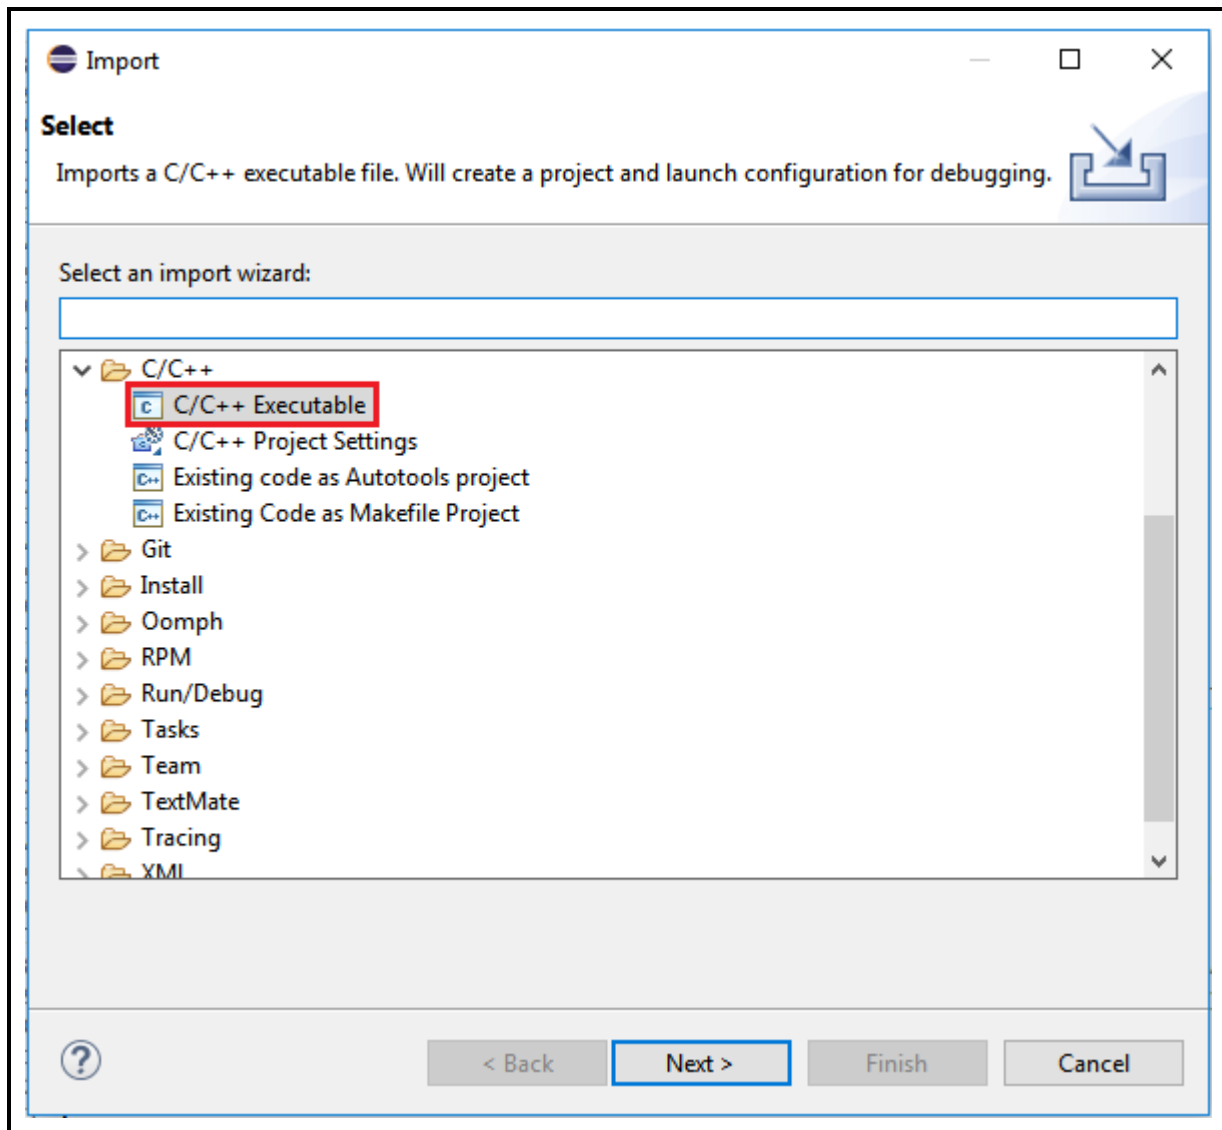 Import
Select
Imports a C/C++ executable file. Will create a project and launch configuration for debugging.
Select an import wizard:
C/C++
C/C++ Executable
C/C++ Project Settings
Existing code as Autotools project
Existing Code as Makefile Project
Git
Install
Oomph
RPM
Run/Debug
Tasks
Team
TextMate
Tracing
XML
< Back
Next >
Finish
Cancel